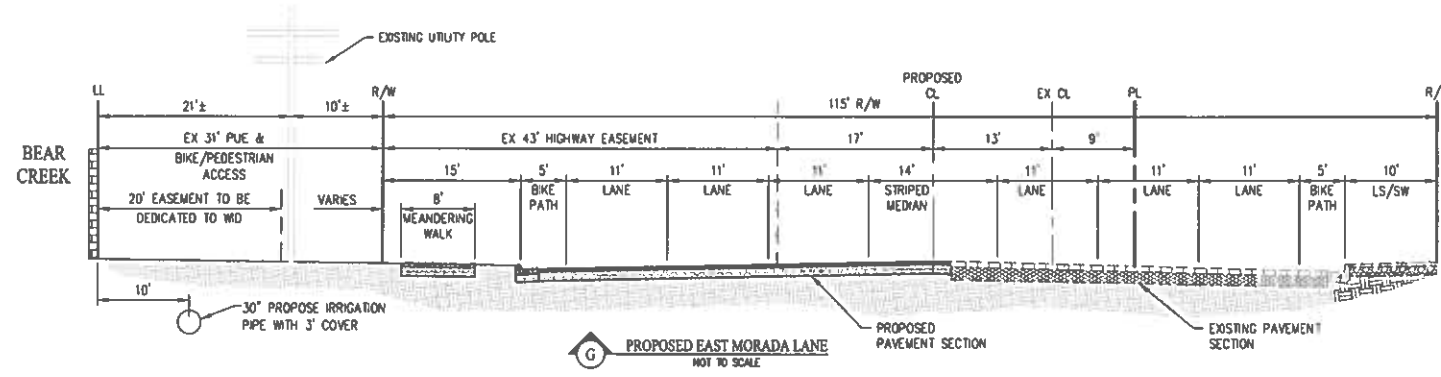 EXISTING UTILITY POLE
PROPOSED
LL
R/W
CL
EX CL
PL
R/
21'±
10'±
115' R/W
EX 31' PUE &
BIKE/PEDESTRIAN
ACCESS
EX 43' HIGHWAY EASEMENT
17'
13'
9'
BEAR
CREEK
15'
5'
BIKE
PATH
11'
LANE
11'
LANE
11'
LANE
14'
STRIPED
MEDIAN
11'
LANE
11'
LANE
11'
LANE
5'
BIKE
PATH
10'
LS/SW
20' EASEMENT TO BE
DEDICATED TO WID
VARIES
8'
MEANDERING
WALK
10'
30" PROPOSE IRRIGATION
PIPE WITH 3' COVER
G
PROPOSED EAST MORADA LANE
NOT TO SCALE
PROPOSED
PAVEMENT SECTION
EXISTING PAVEMENT
SECTION